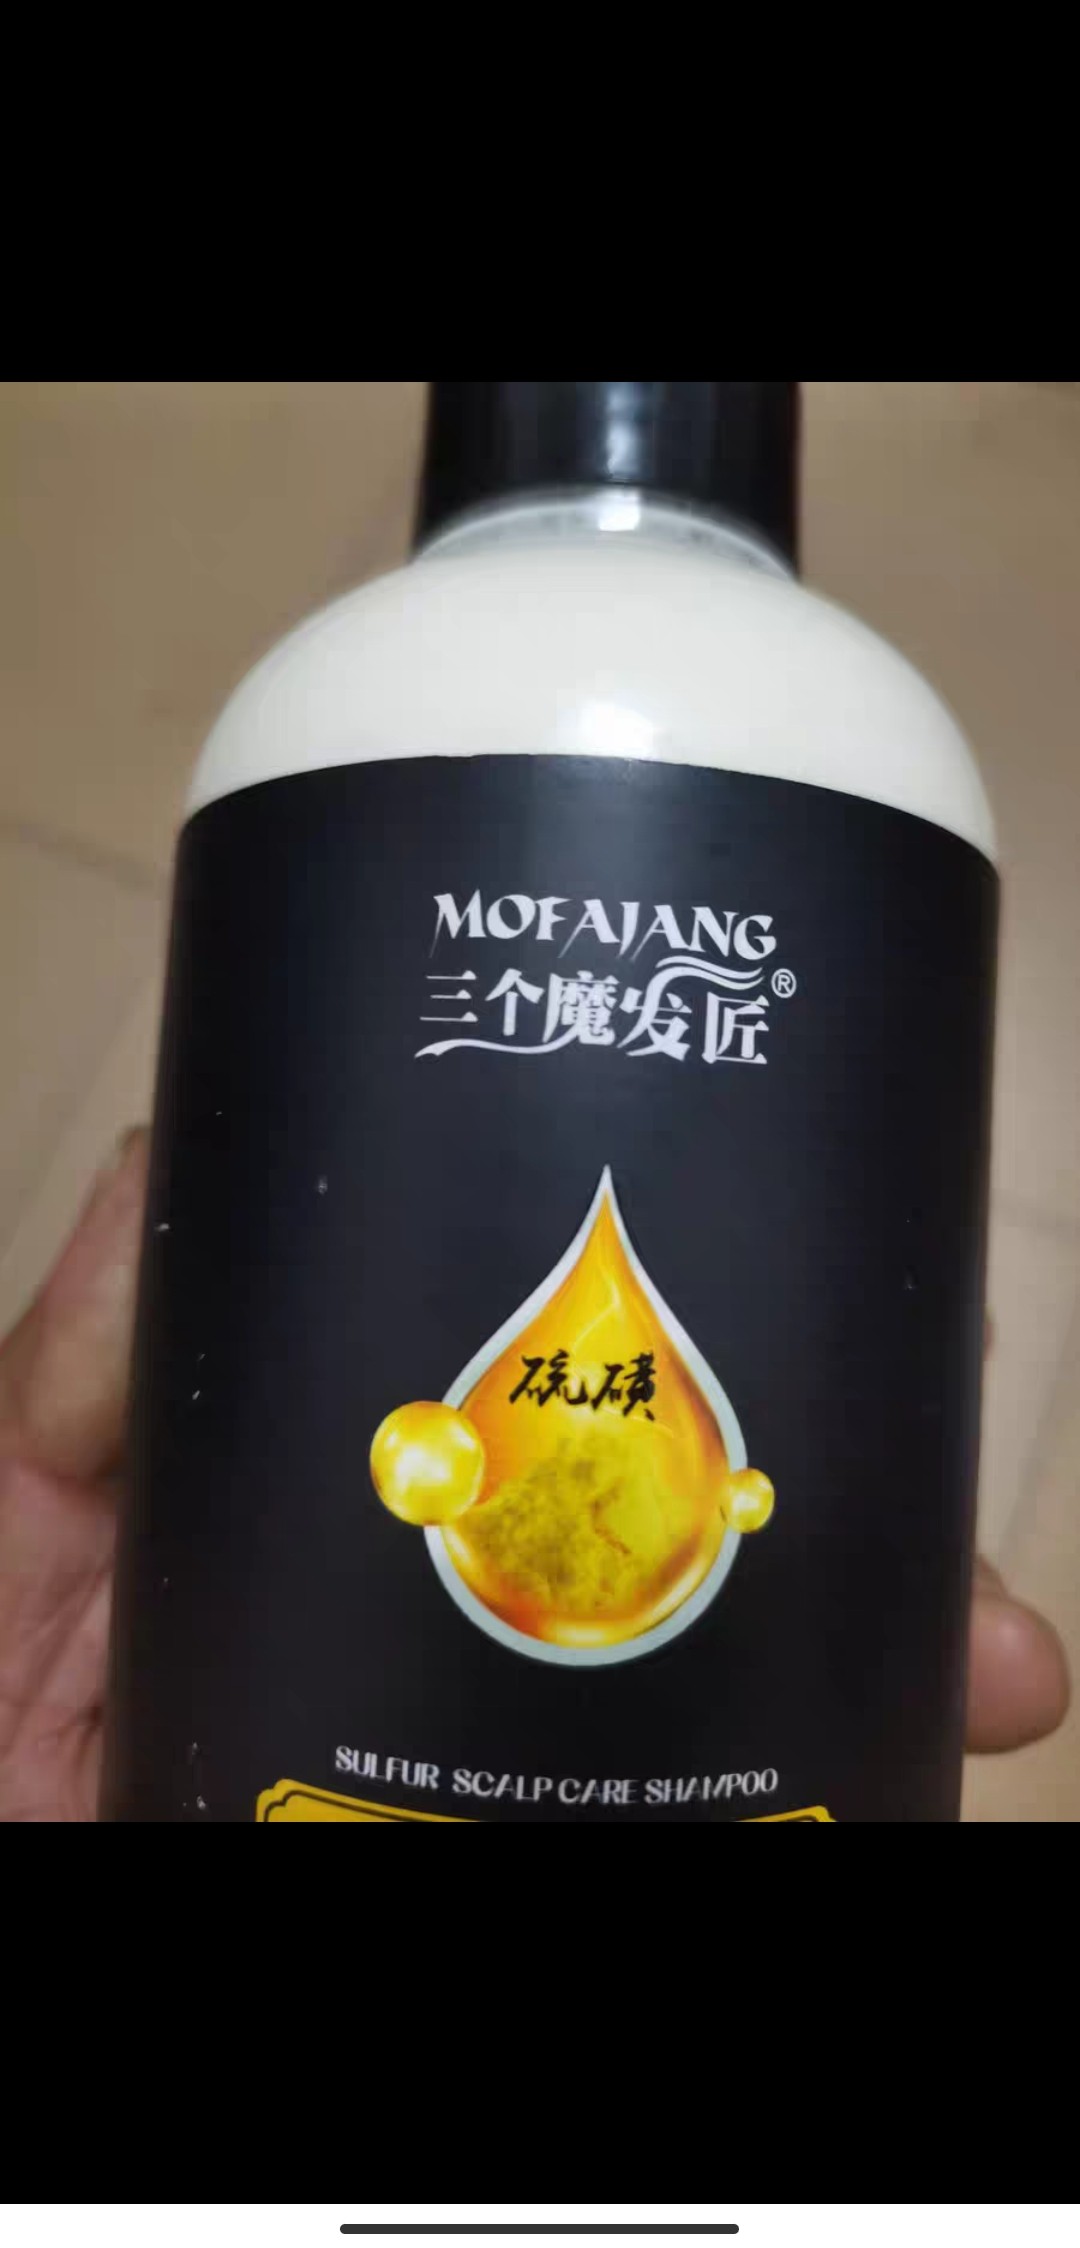 MOFAJANG
三个魔发匠®
硫磺
SULFUR SCALP CARE SHAMPOO